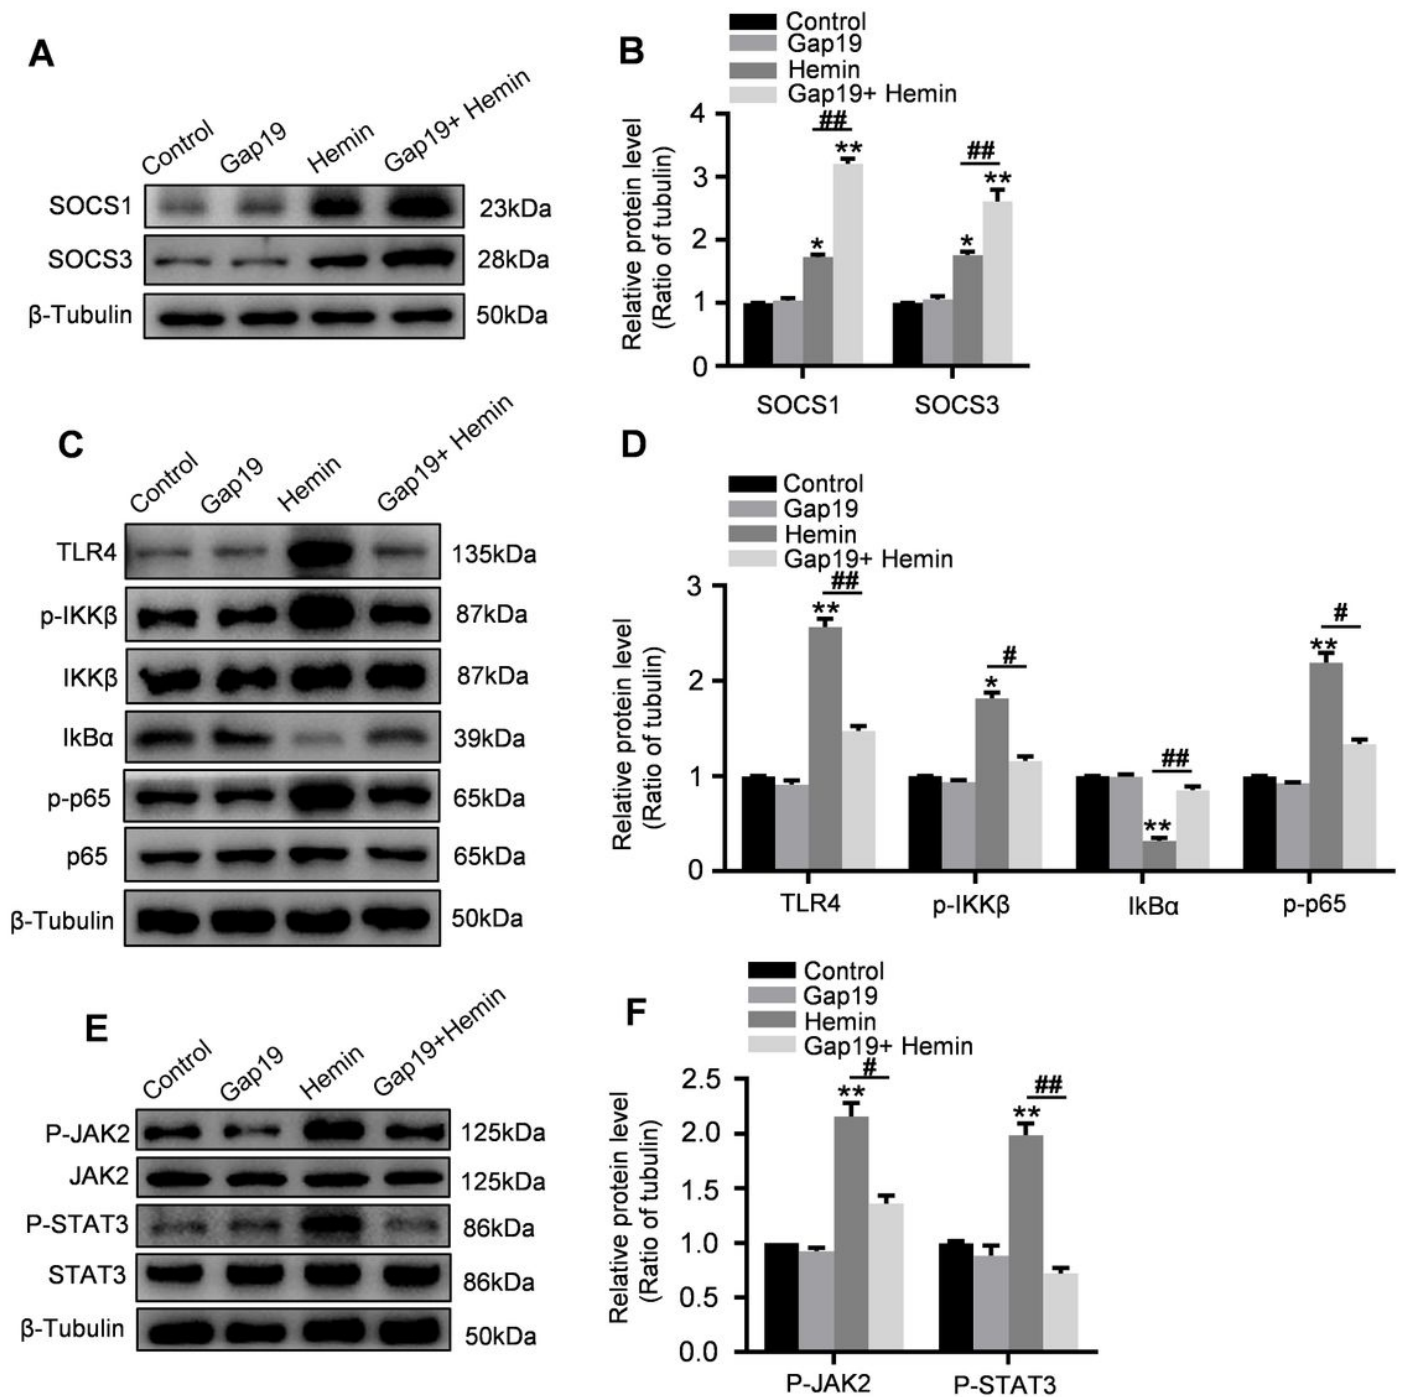 A
Control
Gap19
Hemin
Gap19+ Hemin
SOCS1
23kDa
SOCS3
28kDa
β-Tubulin
50kDa
B
Control
Gap19
Hemin
Gap19+ Hemin
Relative protein level
(Ratio of tubulin)
4
3
2
1
0
*
**
##
*
**
##
SOCS1
SOCS3
C
Control
Gap19
Hemin
Gap19+ Hemin
TLR4
135kDa
p-IKKβ
87kDa
IKKβ
87kDa
IkBα
39kDa
p-p65
65kDa
p65
65kDa
β-Tubulin
50kDa
D
Control
Gap19
Hemin
Gap19+ Hemin
Relative protein level
(Ratio of tubulin)
3
2
1
0
**
##
*
#
**
##
**
#
TLR4
p-IKKβ
IkBα
p-p65
E
Control
Gap19
Hemin
Gap19+Hemin
P-JAK2
125kDa
JAK2
125kDa
P-STAT3
86kDa
STAT3
86kDa
β-Tubulin
50kDa
F
Control
Gap19
Hemin
Gap19+ Hemin
Relative protein level
(Ratio of tubulin)
2.5
2.0
1.5
1.0
0.5
0.0
**
#
**
##
P-JAK2
P-STAT3